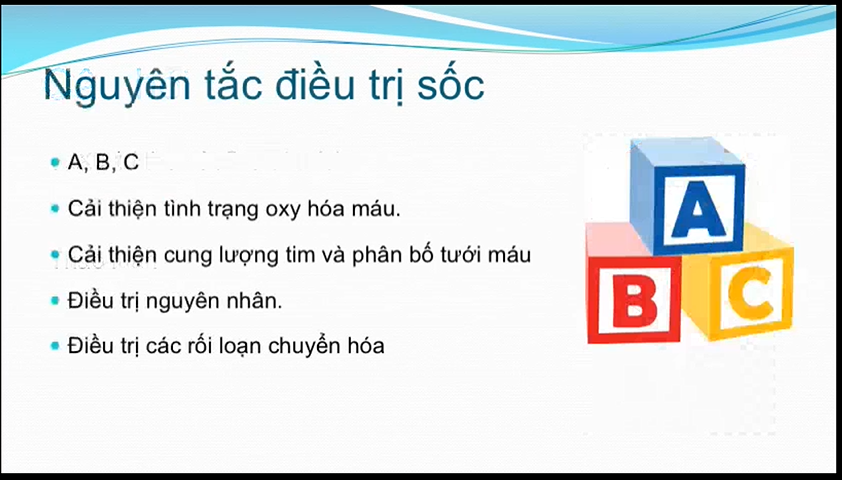 Nguyên tắc điều trị sốc
A, B, C
Cải thiện tình trạng oxy hóa máu.
Cải thiện cung lượng tim và phân bố tưới máu
Điều trị nguyên nhân.
Điều trị các rối loạn chuyển hóa
A
B
C